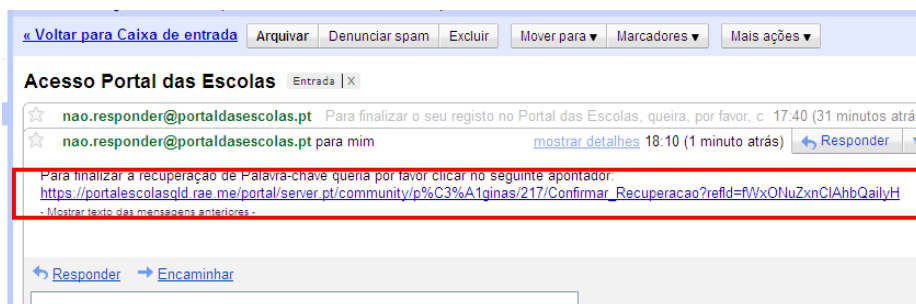 « Voltar para Caixa de entrada Arquivar Denunciar spam Excluir Mover para ▾ Marcadores ▾ Mais ações ▾
Acesso Portal das Escolas Entrada | X
nao.responder@portaldasescolas.pt Para finalizar o seu registo no Portal das Escolas, queira, por favor, c 17:40 (31 minutos atrá
nao.responder@portaldasescolas.pt para mim mostrar detalhes 18:10 (1 minuto atrás) Responder
Para finalizar a recuperação de Palavra-chave queria por favor clicar no seguinte apontador:
https://portalescolasqld.rae.me/portal/server.pt/community/p%C3%A1ginas/217/Confirmar_Recuperacao?refId=fWxONuZxnClAhbQailyH
- Mostrar texto das mensagens anteriores -
Responder Encaminhar